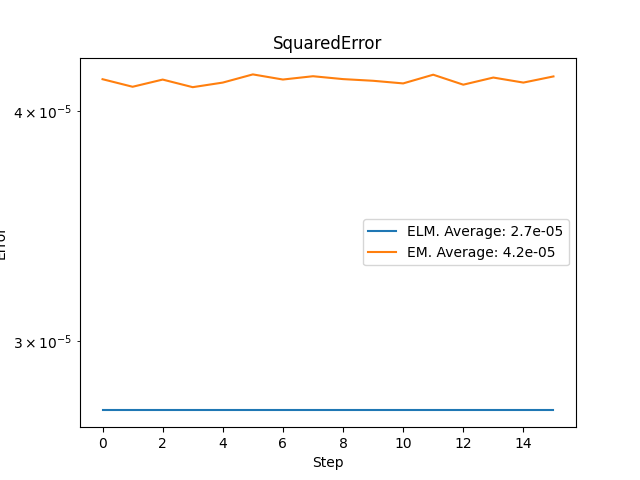 SquaredError
4 × 10⁻⁵
3 × 10⁻⁵
Error
ELM. Average: 2.7e-05
EM. Average: 4.2e-05
0 2 4 6 8 10 12 14
Step